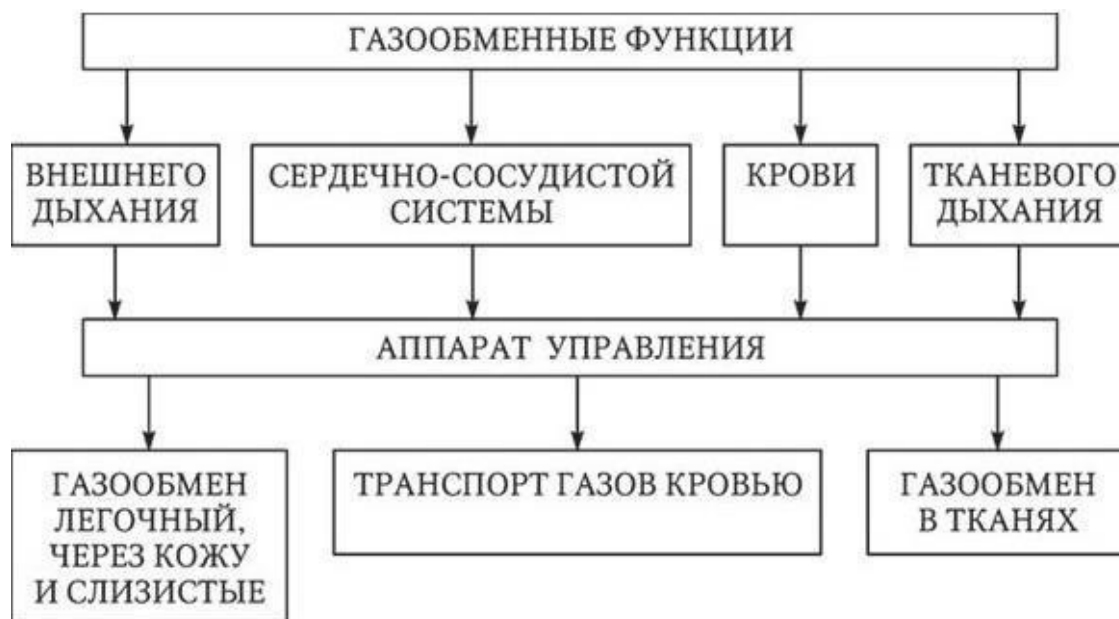 ГАЗООБМЕННЫЕ ФУНКЦИИ
ВНЕШНЕГО
ДЫХАНИЯ
СЕРДЕЧНО-СОСУДИСТОЙ
СИСТЕМЫ
КРОВИ
ТКАНЕВОГО
ДЫХАНИЯ
АППАРАТ УПРАВЛЕНИЯ
ГАЗООБМЕН
ЛЕГОЧНЫЙ,
ЧЕРЕЗ КОЖУ
И СЛИЗИСТЫЕ
ТРАНСПОРТ ГАЗОВ КРОВЬЮ
ГАЗООБМЕН
В ТКАНЯХ